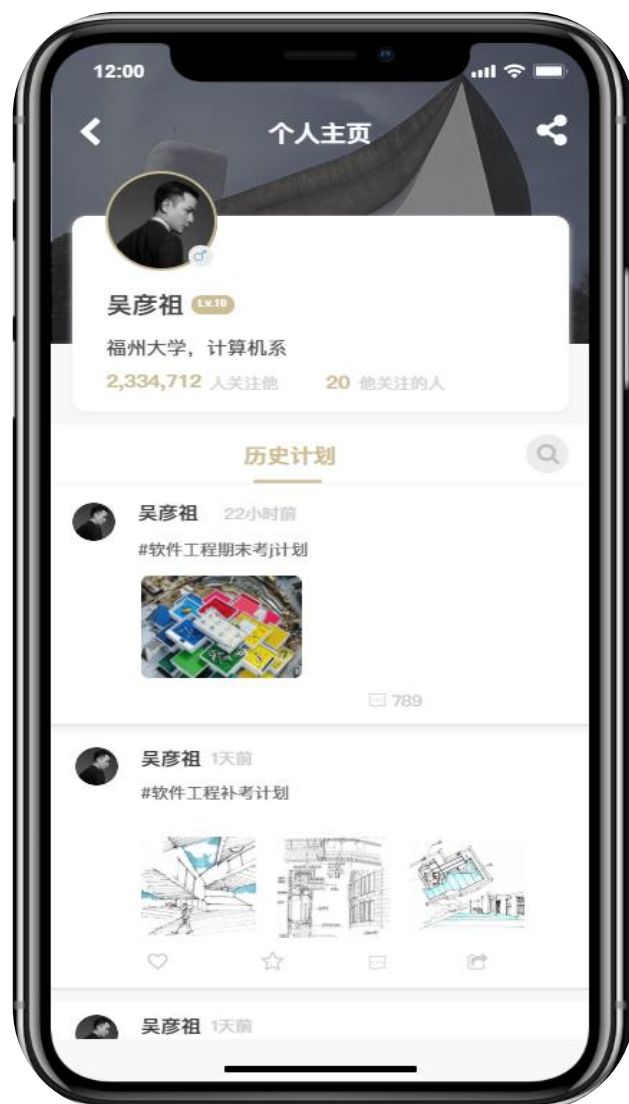 12:00
个人主页
吴彦祖 Lv.10
福州大学，计算机系
2,334,712 人关注他 20 他关注的人
历史计划
吴彦祖 22小时前
#软件工程期末考j计划
789
吴彦祖 1天前
#软件工程补考计划
吴彦祖 1天前